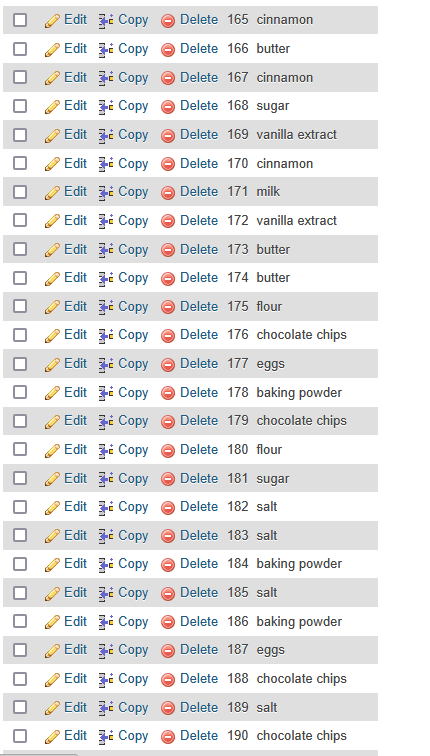 Edit Copy Delete 165 cinnamon
Edit Copy Delete 166 butter
Edit Copy Delete 167 cinnamon
Edit Copy Delete 168 sugar
Edit Copy Delete 169 vanilla extract
Edit Copy Delete 170 cinnamon
Edit Copy Delete 171 milk
Edit Copy Delete 172 vanilla extract
Edit Copy Delete 173 butter
Edit Copy Delete 174 butter
Edit Copy Delete 175 flour
Edit Copy Delete 176 chocolate chips
Edit Copy Delete 177 eggs
Edit Copy Delete 178 baking powder
Edit Copy Delete 179 chocolate chips
Edit Copy Delete 180 flour
Edit Copy Delete 181 sugar
Edit Copy Delete 182 salt
Edit Copy Delete 183 salt
Edit Copy Delete 184 baking powder
Edit Copy Delete 185 salt
Edit Copy Delete 186 baking powder
Edit Copy Delete 187 eggs
Edit Copy Delete 188 chocolate chips
Edit Copy Delete 189 salt
Edit Copy Delete 190 chocolate chips